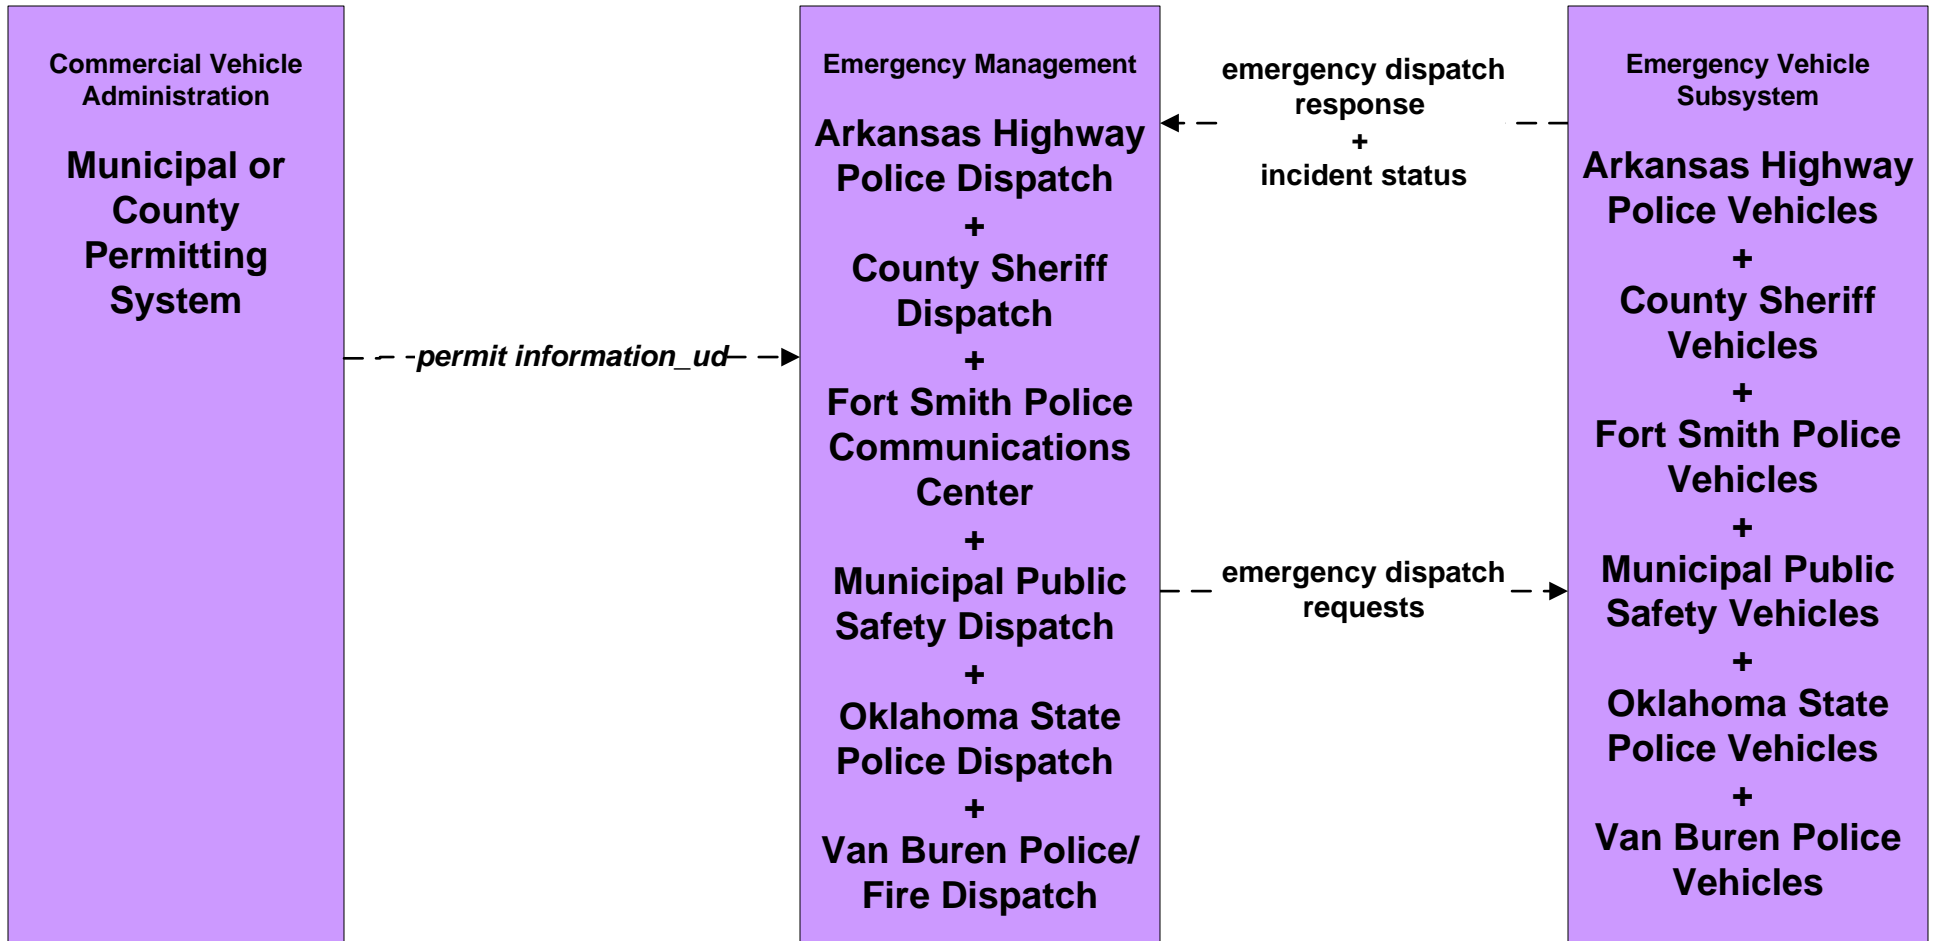 Commercial Vehicle
Administration
Municipal or
County
Permitting
System
permit information_ud
Emergency Management
Arkansas Highway
Police Dispatch
+
County Sheriff
Dispatch
+
Fort Smith Police
Communications
Center
+
Municipal Public
Safety Dispatch
+
Oklahoma State
Police Dispatch
+
Van Buren Police/
Fire Dispatch
emergency dispatch
response
+
incident status
emergency dispatch
requests
Emergency Vehicle
Subsystem
Arkansas Highway
Police Vehicles
+
County Sheriff
Vehicles
+
Fort Smith Police
Vehicles
+
Municipal Public
Safety Vehicles
+
Oklahoma State
Police Vehicles
+
Van Buren Police
Vehicles